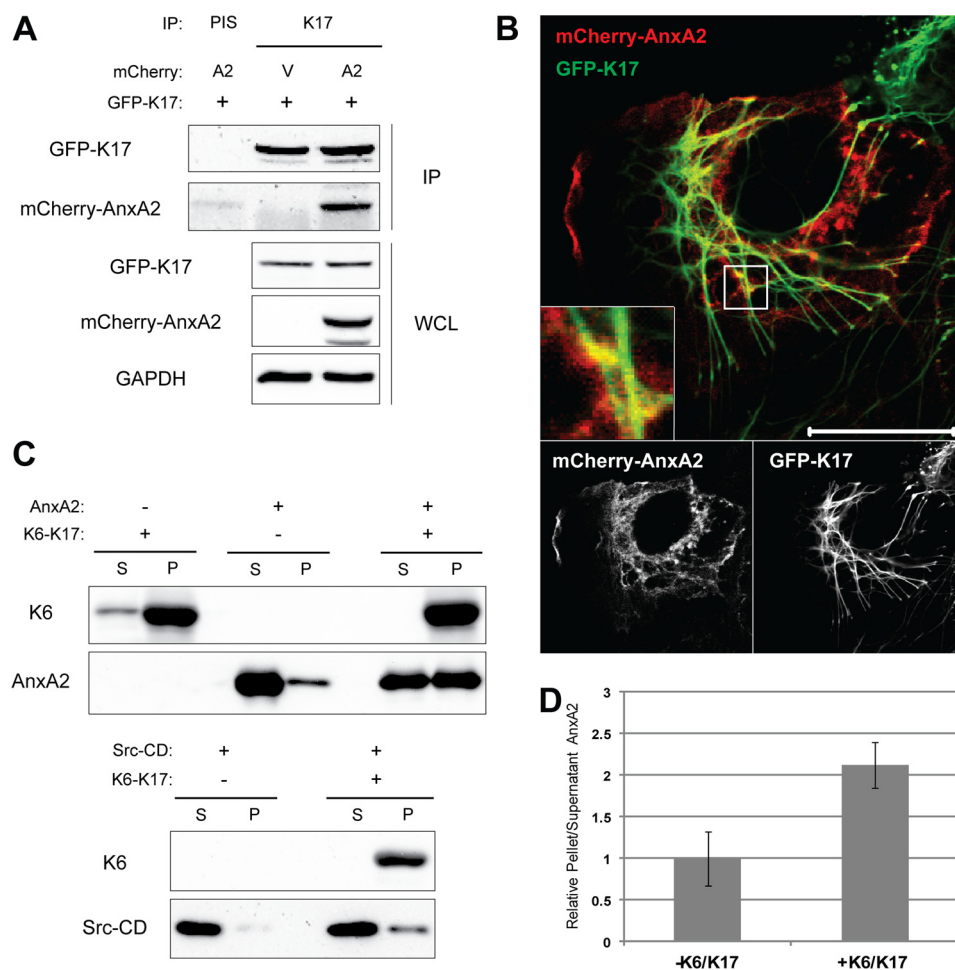 A
IP: PIS K17
mCherry: A2 V A2
GFP-K17: + + +
GFP-K17
mCherry-AnxA2
IP
GFP-K17
mCherry-AnxA2
GAPDH
WCL
B
mCherry-AnxA2
GFP-K17
mCherry-AnxA2
GFP-K17
C
AnxA2: - + +
K6-K17: + - +
S P S P S P
K6
AnxA2
Src-CD: + +
K6-K17: - +
S P S P
K6
Src-CD
D
Relative Pellet/Supernatant AnxA2
3
2.5
2
1.5
1
0.5
0
-K6/K17 +K6/K17